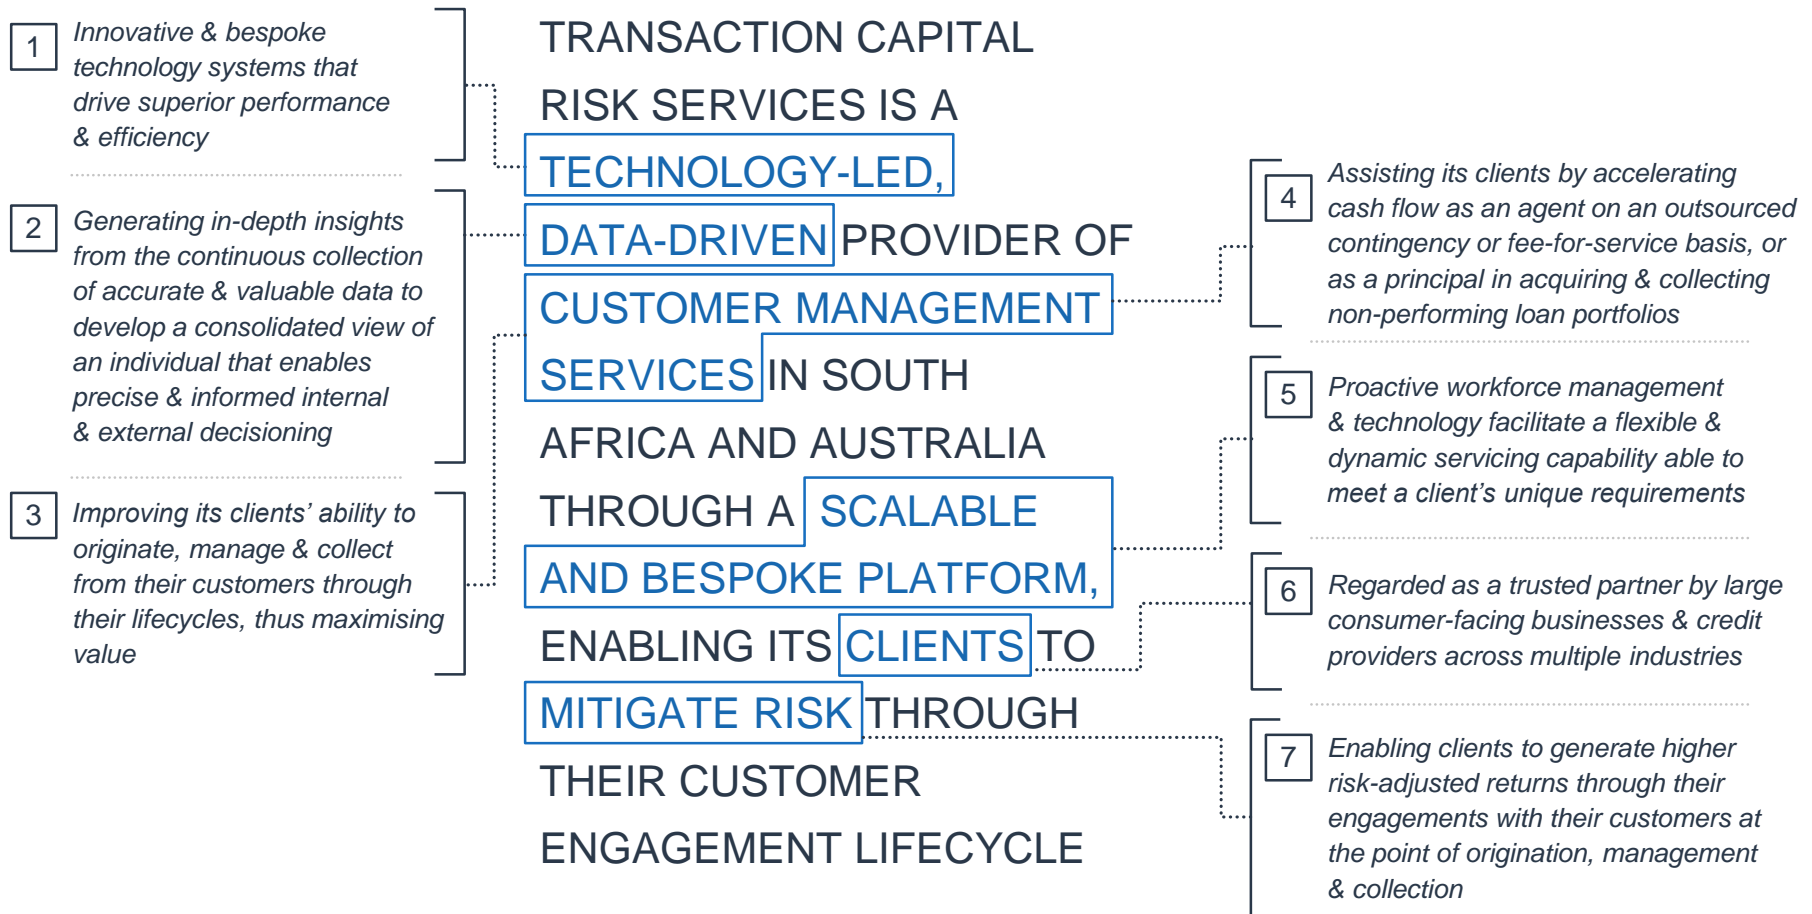 1
Innovative & bespoke
technology systems that
drive superior performance
& efficiency
2
Generating in-depth insights
from the continuous collection
of accurate & valuable data to
develop a consolidated view of
an individual that enables
precise & informed internal
& external decisioning
3
Improving its clients’ ability to
originate, manage & collect
from their customers through
their lifecycles, thus maximising
value
TRANSACTION CAPITAL
RISK SERVICES IS A
TECHNOLOGY-LED,
DATA-DRIVEN PROVIDER OF
CUSTOMER MANAGEMENT
SERVICES IN SOUTH
AFRICA AND AUSTRALIA
THROUGH A SCALABLE
AND BESPOKE PLATFORM,
ENABLING ITS CLIENTS TO
MITIGATE RISK THROUGH
THEIR CUSTOMER
ENGAGEMENT LIFECYCLE
4
Assisting its clients by accelerating
cash flow as an agent on an outsourced
contingency or fee-for-service basis, or
as a principal in acquiring & collecting
non-performing loan portfolios
5
Proactive workforce management
& technology facilitate a flexible &
dynamic servicing capability able to
meet a client’s unique requirements
6
Regarded as a trusted partner by large
consumer-facing businesses & credit
providers across multiple industries
7
Enabling clients to generate higher
risk-adjusted returns through their
engagements with their customers at
the point of origination, management
& collection